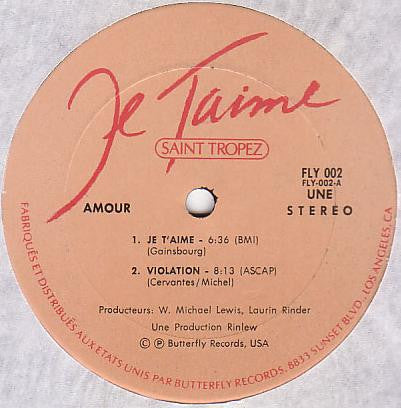 Je T'aime
SAINT TROPEZ
FLY 002
FLY-002-A
UNE
STEREO
AMOUR
1. JE T'AIME - 6:36 (BMI)
(Gainsbourg)
2. VIOLATION - 8:13 (ASCAP)
(Cervantes/Michel)
Producteurs: W. Michael Lewis, Laurin Rinder
Une Production Rinlew
© ℗ Butterfly Records, USA
FABRIQUÉS ET DISTRIBUÉS AUX ETATS UNIS PAR BUTTERFLY RECORDS, 8833 SUNSET BLVD. - LOS ANGELES, CA